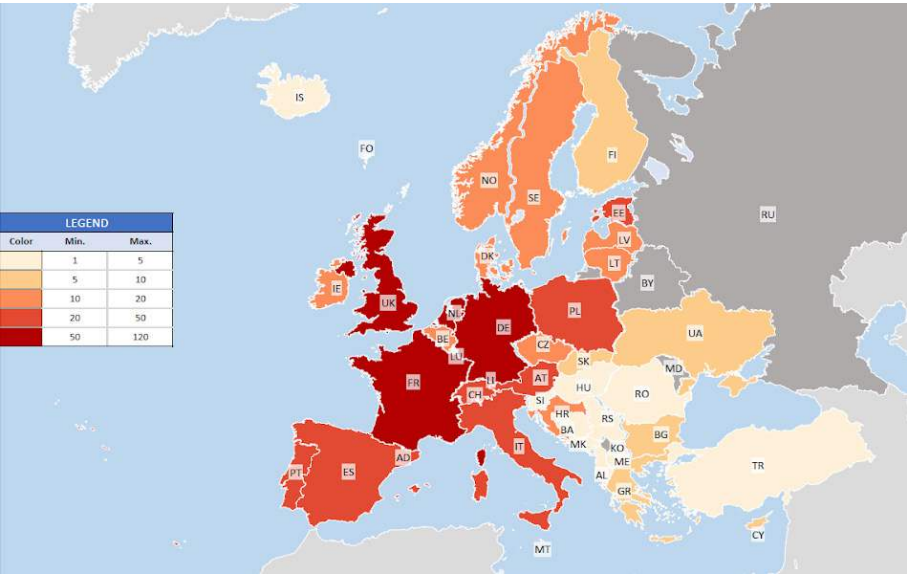 IS
FO
FI
NO
SE
LEGEND
Color Min. Max.
1 5
5 10
10 20
20 50
50 120
EE
RU
LV
DK
LT
IE
BY
UK
NL
PL
DE
BE
UA
CZ
LU
SK
MD
FR
AT
LI
HU
RO
CH
SI
HR
RS
BA
BG
IT
MK
KO
AD
ME
TR
PT
ES
AL
GR
CY
MT